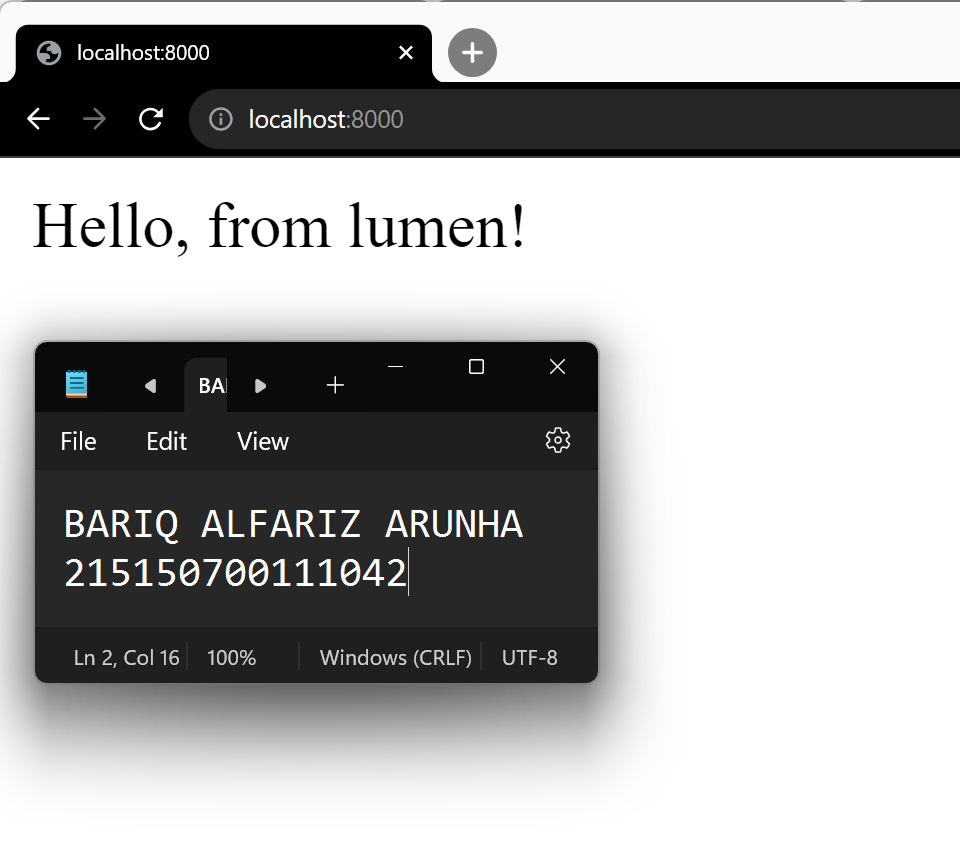 localhost:8000
localhost:8000
Hello, from lumen!
BA
File Edit View
BARIQ ALFARIZ ARUNHA
215150700111042
Ln 2, Col 16 100% Windows (CRLF) UTF-8